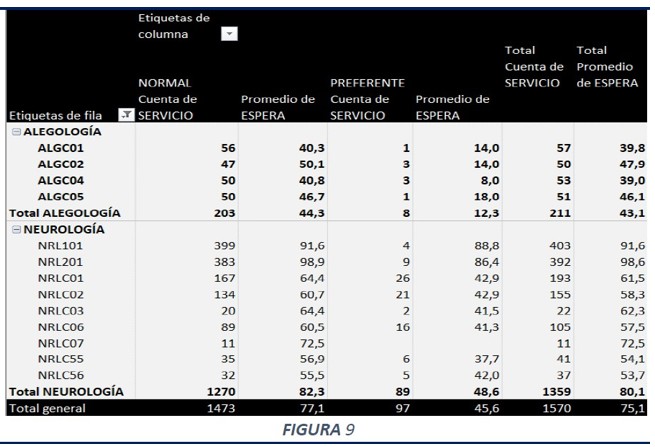 Etiquetas de columna
NORMAL PREFERENTE Total Cuenta de SERVICIO Total Promedio de ESPERA
Etiquetas de fila Cuenta de SERVICIO Promedio de ESPERA Cuenta de SERVICIO Promedio de ESPERA
ALEGOLOGÍA
ALGC01 56 40,3 1 14,0 57 39,8
ALGC02 47 50,1 3 14,0 50 47,9
ALGC04 50 40,8 3 8,0 53 39,0
ALGC05 50 46,7 1 18,0 51 46,1
Total ALEGOLOGÍA 203 44,3 8 12,3 211 43,1
NEUROLOGÍA
NRL101 399 91,6 4 88,8 403 91,6
NRL201 383 98,9 9 86,4 392 98,6
NRLC01 167 64,4 26 42,9 193 61,5
NRLC02 134 60,7 21 42,9 155 58,3
NRLC03 20 64,4 2 41,5 22 62,3
NRLC06 89 60,5 16 41,3 105 57,5
NRLC07 11 72,5 11 72,5
NRLC55 35 56,9 6 37,7 41 54,1
NRLC56 32 55,5 5 42,0 37 53,7
Total NEUROLOGÍA 1270 82,3 89 48,6 1359 80,1
Total general 1473 77,1 97 45,6 1570 75,1
FIGURA 9